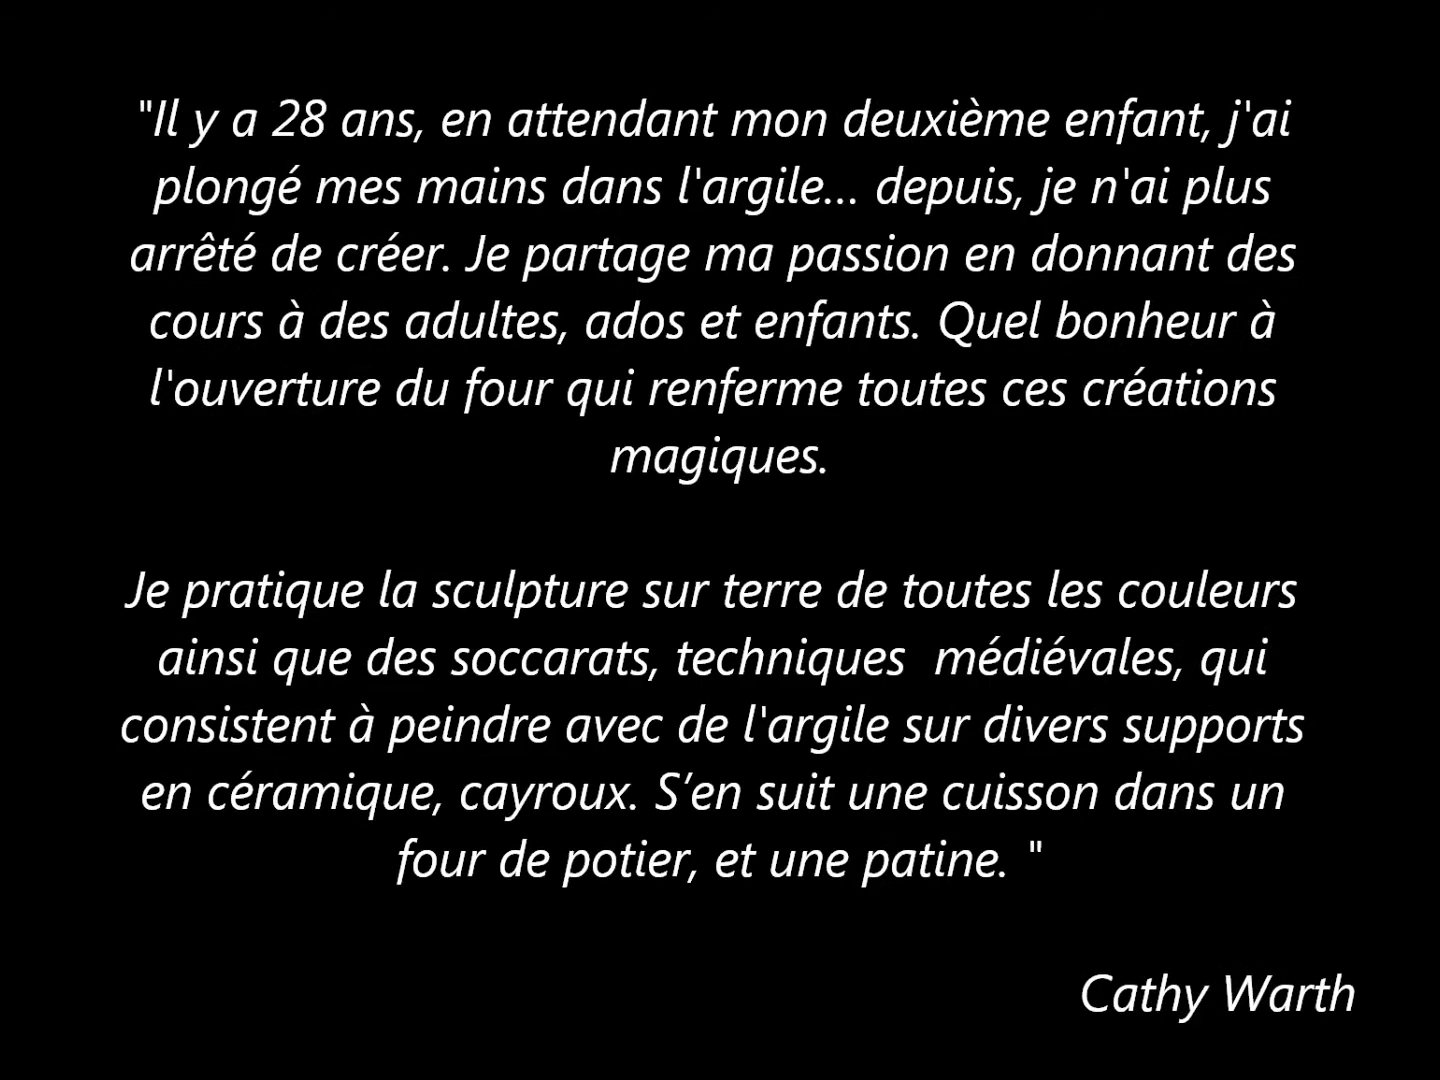 "Il y a 28 ans, en attendant mon deuxième enfant, j'ai
plongé mes mains dans l'argile... depuis, je n'ai plus
arrêté de créer. Je partage ma passion en donnant des
cours à des adultes, ados et enfants. Quel bonheur à
l'ouverture du four qui renferme toutes ces créations
magiques.
Je pratique la sculpture sur terre de toutes les couleurs
ainsi que des soccarats, techniques  médiévales, qui
consistent à peindre avec de l'argile sur divers supports
en céramique, cayroux. S’en suit une cuisson dans un
four de potier, et une patine. "
Cathy Warth